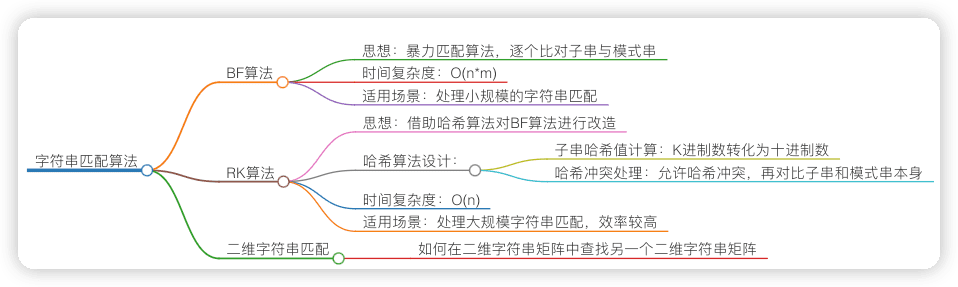 字符串匹配算法
BF算法
思想：暴力匹配算法，逐个比对子串与模式串
时间复杂度：O(n*m)
适用场景：处理小规模的字符串匹配
RK算法
思想：借助哈希算法对BF算法进行改造
哈希算法设计：
子串哈希值计算：K进制数转化为十进制数
哈希冲突处理：允许哈希冲突，再对比子串和模式串本身
时间复杂度：O(n)
适用场景：处理大规模字符串匹配，效率较高
二维字符串匹配
如何在二维字符串矩阵中查找另一个二维字符串矩阵